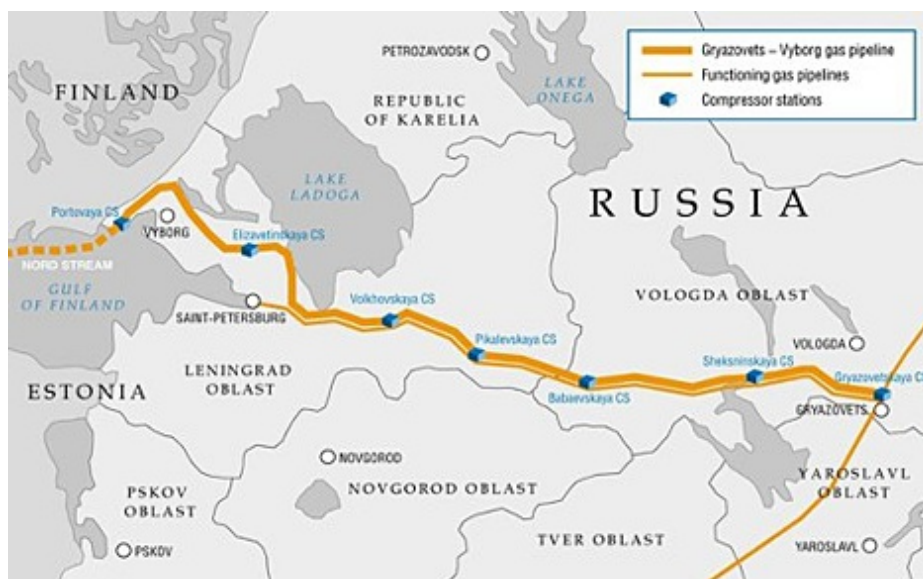 PETROZAVODSK
Gryazovets – Vyborg gas pipeline
Functioning gas pipelines
Compressor stations
FINLAND
REPUBLIC
OF KARELIA
LAKE
ONEGA
LAKE
LADOGA
RUSSIA
Portovaya CS
VYBORG
Elizavetinskaya CS
NORD STREAM
GULF
OF FINLAND
SAINT-PETERSBURG
Volkhovskaya CS
VOLOGDA OBLAST
VOLOGDA
Pikalevskaya CS
Sheksninskaya CS
LENINGRAD
OBLAST
Babaevskaya CS
Gryazovetskaya CS
GRYAZOVETS
ESTONIA
NOVGOROD
NOVGOROD OBLAST
YAROSLAVL
OBLAST
PSKOV
OBLAST
PSKOV
TVER OBLAST
YAROSLAVL